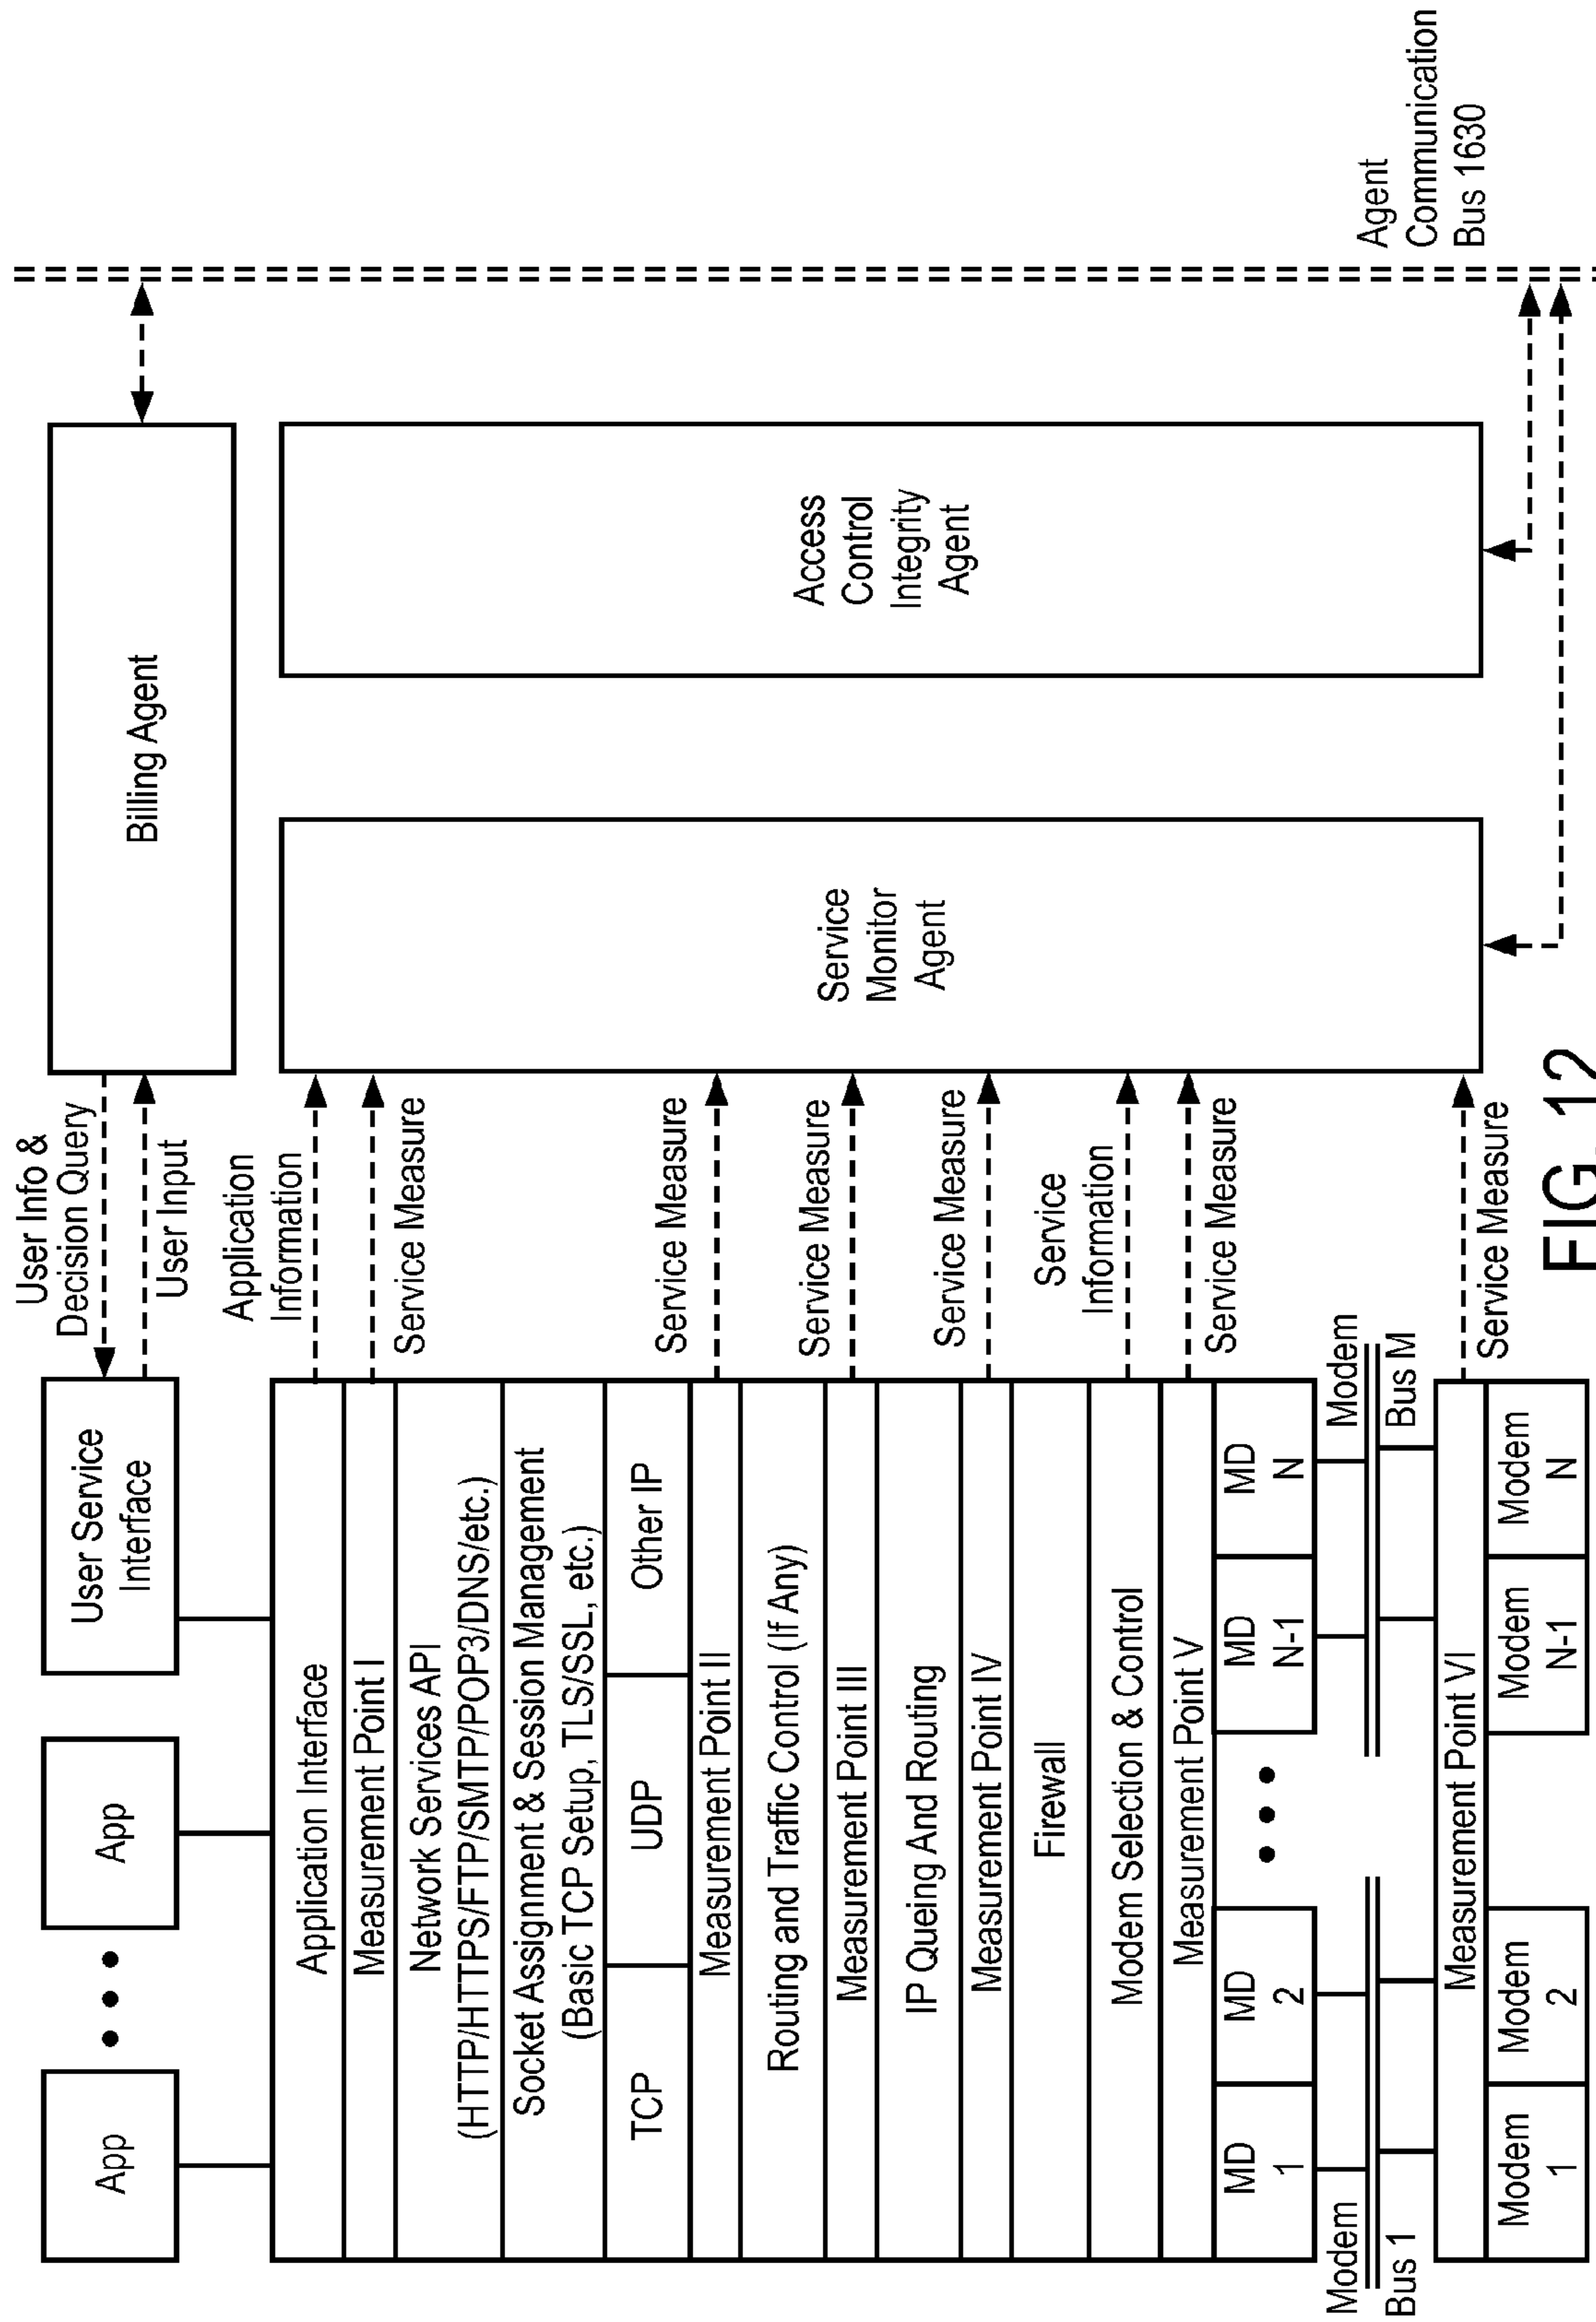 User Info &
Decision Query
User Input
Billing Agent
App
App
User Service
Interface
Application
Information
Service Measure
Application Interface
Measurement Point I
Network Services API
(HTTP/HTTPS/FTP/SMTP/POP3/DNS/etc.)
Socket Assignment & Session Management
(Basic TCP Setup, TLS/SSL, etc.)
TCP
UDP
Other IP
Service Measure
Measurement Point II
Routing and Traffic Control (If Any)
Service Measure
Measurement Point III
IP Queing And Routing
Service Measure
Measurement Point IV
Firewall
Service
Information
Modem Selection & Control
Service Measure
Measurement Point V
MD
1
MD
2
MD
N-1
MD
N
Modem
Bus 1
Modem
Bus M
Service Measure
Measurement Point VI
Modem
1
Modem
2
Modem
N-1
Modem
N
Service
Monitor
Agent
Access
Control
Integrity
Agent
Agent
Communication
Bus 1630
FIG. 12